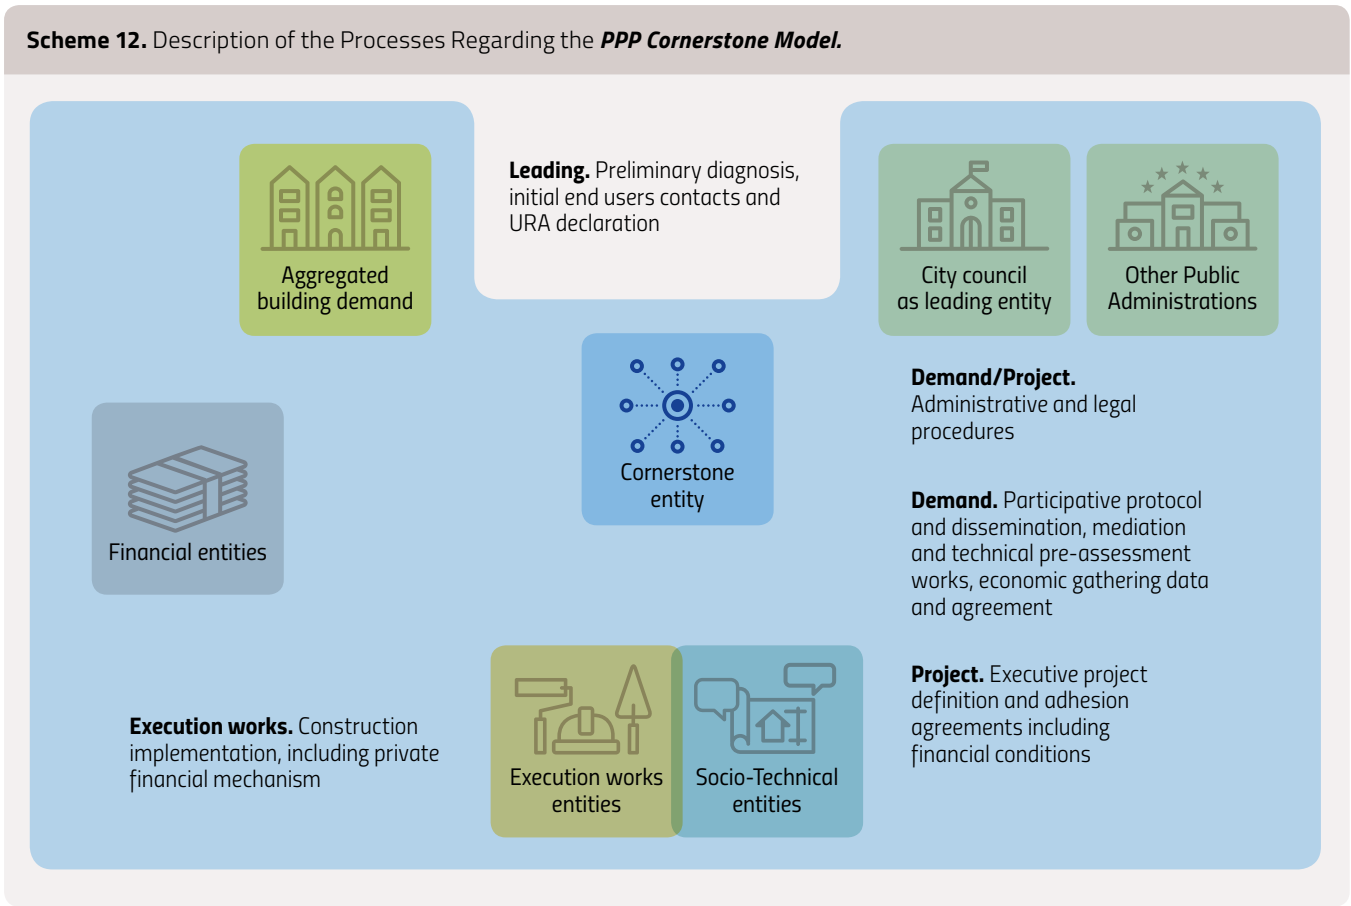 Scheme 12. Description of the Processes Regarding the PPP Cornerstone Model.
Aggregated
building demand
Leading. Preliminary diagnosis,
initial end users contacts and
URA declaration
City council
as leading entity
Other Public
Administrations
Cornerstone
entity
Financial entities
Demand/Project.
Administrative and legal
procedures
Demand. Participative protocol
and dissemination, mediation
and technical pre-assessment
works, economic gathering data
and agreement
Project. Executive project
definition and adhesion
agreements including
financial conditions
Execution works. Construction
implementation, including private
financial mechanism
Execution works
entities
Socio-Technical
entities